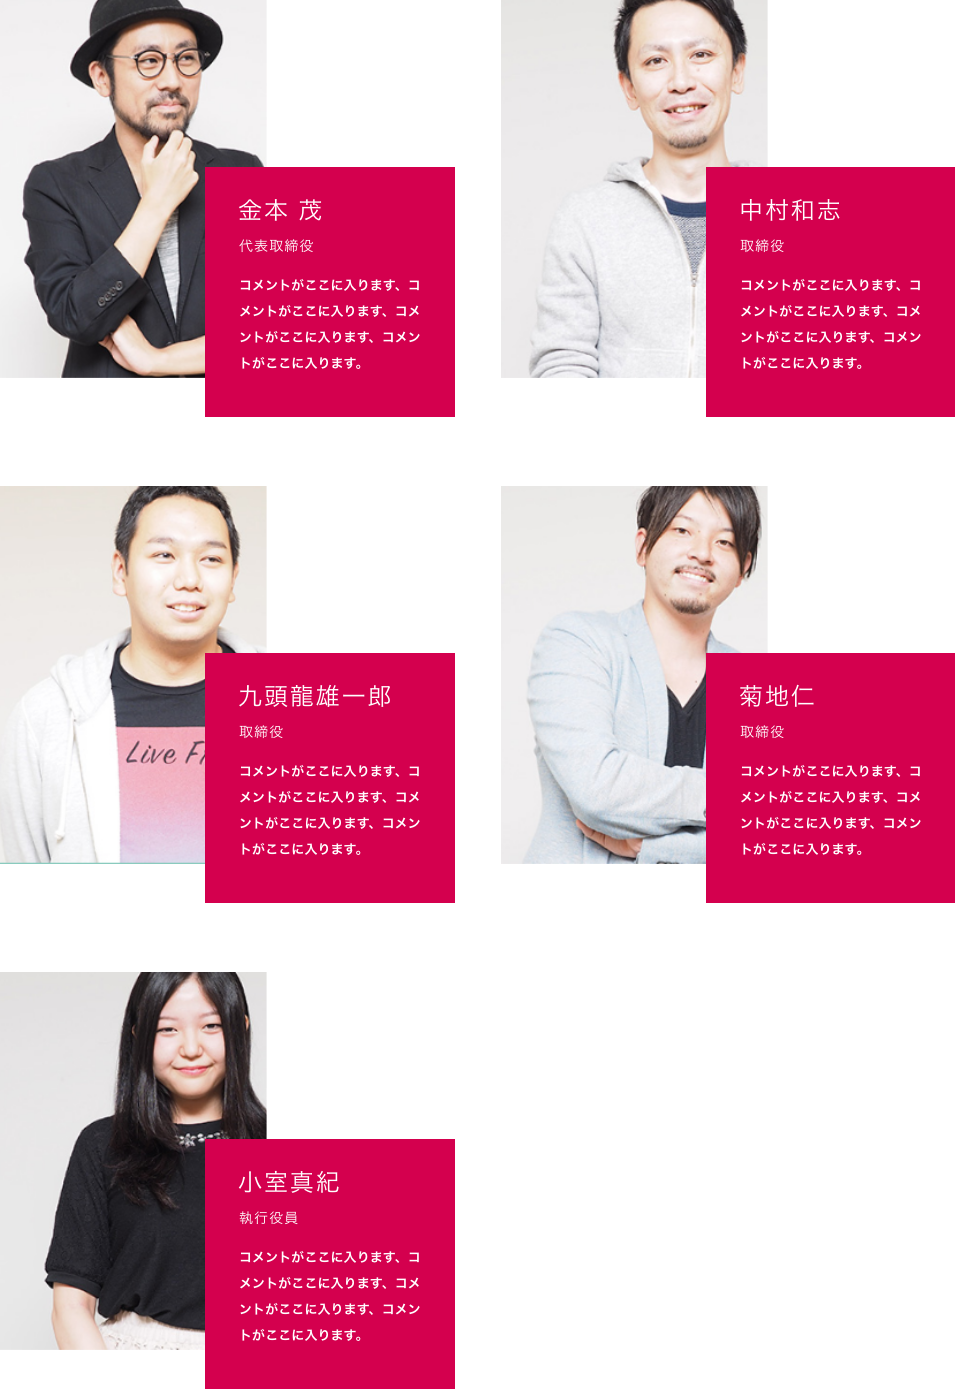 金本 茂
代表取締役
コメントがここに入ります、コ
メントがここに入ります、コメ
ントがここに入ります、コメン
トがここに入ります。
中村和志
取締役
コメントがここに入ります、コ
メントがここに入ります、コメ
ントがここに入ります、コメン
トがここに入ります。
Live Fr
九頭龍雄一郎
取締役
コメントがここに入ります、コ
メントがここに入ります、コメ
ントがここに入ります、コメン
トがここに入ります。
菊地仁
取締役
コメントがここに入ります、コ
メントがここに入ります、コメ
ントがここに入ります、コメン
トがここに入ります。
小室真紀
執行役員
コメントがここに入ります、コ
メントがここに入ります、コメ
ントがここに入ります、コメン
トがここに入ります。